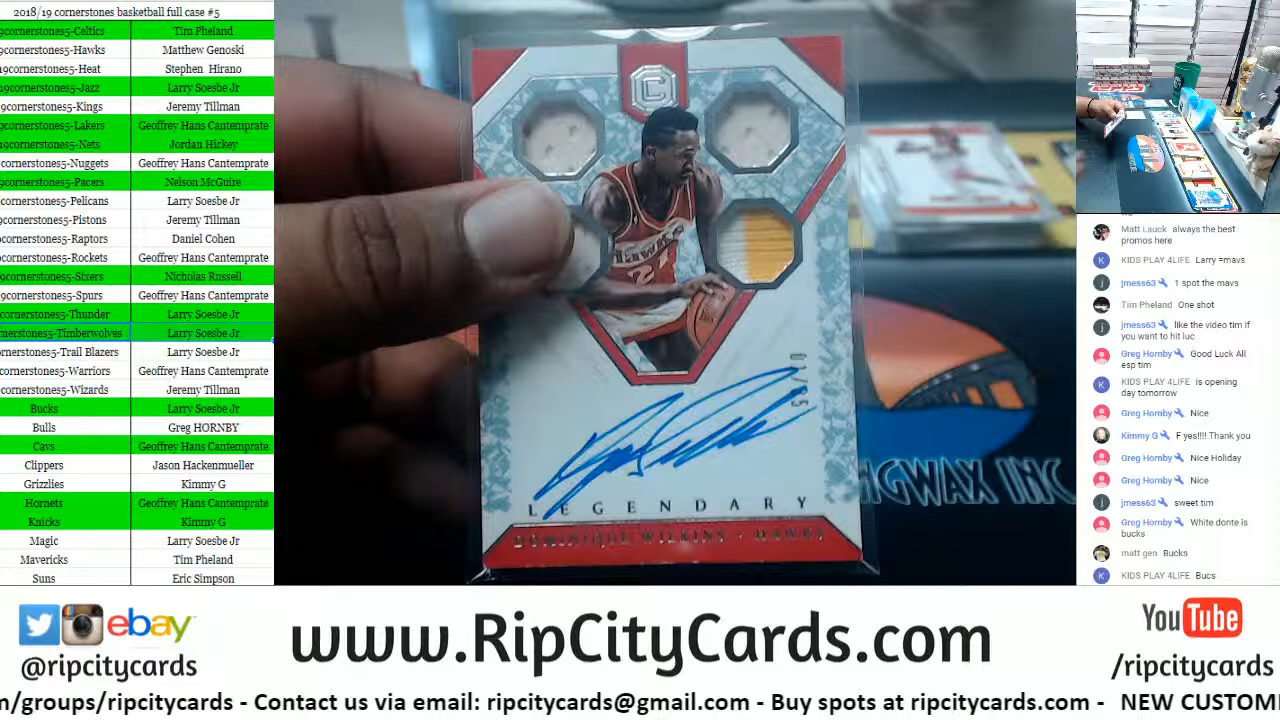 2018/19 cornerstones basketball full case #5
9cornerstones5-Celtics Tim Pheland
19cornerstones5-Hawks Matthew Genoski
19cornerstones5-Heat Stephen Hirano
9cornerstones5-Jazz Larry Soesbe Jr
9cornerstones5-Kings Jeremy Tillman
9cornerstones5-Lakers Geoffrey Hans Cantemprate
19cornerstones5-Nets Jordan Hickey
9cornerstones5-Nuggets Geoffrey Hans Cantemprate
9cornerstones5-Pacers Nelson McGuire
9cornerstones5-Pelicans Larry Soesbe Jr
9cornerstones5-Pistons Jeremy Tillman
cornerstones5-Raptors Daniel Cohen
cornerstones5-Rockets Geoffrey Hans Cantemprate
9cornerstones5-Sixers Nicholas Russell
9cornerstones5-Spurs Geoffrey Hans Cantemprate
cornerstones5-Thunder Larry Soesbe Jr
nerstones5-Timberwolves Larry Soesbe Jr
ornerstones5-Trail Blazers Larry Soesbe Jr
cornerstones5-Warriors Geoffrey Hans Cantemprate
cornerstones5-Wizards Jeremy Tillman
Bucks Larry Soesbe Jr
Bulls Greg HORNBY
Cavs Geoffrey Hans Cantemprate
Clippers Jason Hackenmueller
Grizzlies Kimmy G
Hornets Geoffrey Hans Cantemprate
Knicks Kimmy G
Magic Larry Soesbe Jr
Mavericks Tim Pheland
Suns Eric Simpson
C
Hawks
21
LEGENDARY
DOMINIQUE WILKINS - HAWKS
INGWAX INC
Matt Lauck always the best
promos here
KIDS PLAY 4LIFE Larry =mavs
jmess63 1 spot the mavs
Tim Pheland One shot
jmess63 like the video tim if
you want to hit luc
Greg Hornby Good Luck All
esp tim
KIDS PLAY 4LIFE is opening
day tomorrow
Greg Hornby Nice
Kimmy G F yes!!!! Thank you
Greg Hornby Nice Holiday
Greg Hornby Nice
jmess63 sweet tim
Greg Hornby White donte is
bucks
matt gen Bucks
KIDS PLAY 4LIFE Bucs
ebay
@ripcitycards
www.RipCityCards.com
YouTube
/ripcitycards
n/groups/ripcitycards - Contact us via email: ripcitycards@gmail.com - Buy spots at ripcitycards.com - NEW CUSTOM